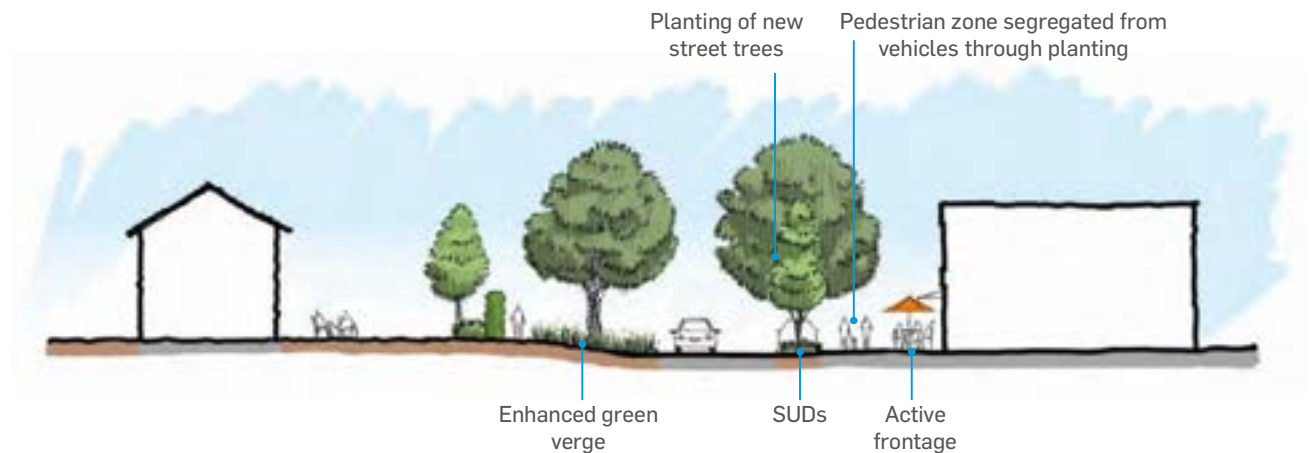 Planting of new
street trees
Pedestrian zone segregated from
vehicles through planting
Enhanced green
verge
SUDs
Active
frontage